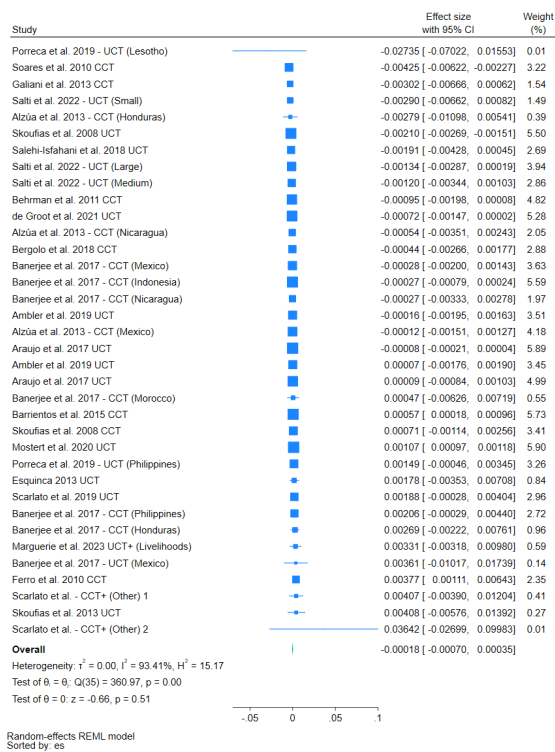 Effect size Weight
Study with 95% CI (%)
Porreca et al. 2019 - UCT (Lesotho) -0.02735 [ -0.07022, 0.01553] 0.01
Soares et al. 2010 CCT -0.00425 [ -0.00622, -0.00227] 3.22
Galiani et al. 2013 CCT -0.00302 [ -0.00666, 0.00062] 1.54
Salti et al. 2022 - UCT (Small) -0.00290 [ -0.00662, 0.00082] 1.49
Alzúa et al. 2013 - CCT (Honduras) -0.00279 [ -0.01098, 0.00541] 0.39
Skoufias et al. 2008 UCT -0.00210 [ -0.00269, -0.00151] 5.50
Salehi-Isfahani et al. 2018 UCT -0.00191 [ -0.00428, 0.00045] 2.69
Salti et al. 2022 - UCT (Large) -0.00134 [ -0.00287, 0.00019] 3.94
Salti et al. 2022 - UCT (Medium) -0.00120 [ -0.00344, 0.00103] 2.86
Behrman et al. 2011 CCT -0.00095 [ -0.00198, 0.00008] 4.82
de Groot et al. 2021 UCT -0.00072 [ -0.00147, 0.00002] 5.28
Alzúa et al. 2013 - CCT (Nicaragua) -0.00054 [ -0.00351, 0.00243] 2.05
Bergolo et al. 2018 CCT -0.00044 [ -0.00266, 0.00177] 2.88
Banerjee et al. 2017 - CCT (Mexico) -0.00028 [ -0.00200, 0.00143] 3.63
Banerjee et al. 2017 - CCT (Indonesia) -0.00027 [ -0.00079, 0.00024] 5.59
Banerjee et al. 2017 - CCT (Nicaragua) -0.00027 [ -0.00333, 0.00278] 1.97
Ambler et al. 2019 UCT -0.00016 [ -0.00195, 0.00163] 3.51
Alzúa et al. 2013 - CCT (Mexico) -0.00012 [ -0.00151, 0.00127] 4.18
Araujo et al. 2017 UCT -0.00008 [ -0.00021, 0.00004] 5.89
Ambler et al. 2019 UCT 0.00007 [ -0.00176, 0.00190] 3.45
Araujo et al. 2017 UCT 0.00009 [ -0.00084, 0.00103] 4.99
Banerjee et al. 2017 - CCT (Morocco) 0.00047 [ -0.00626, 0.00719] 0.55
Barrientos et al. 2015 CCT 0.00057 [ 0.00018, 0.00096] 5.73
Skoufias et al. 2008 CCT 0.00071 [ -0.00114, 0.00256] 3.41
Mostert et al. 2020 UCT 0.00107 [ 0.00097, 0.00118] 5.90
Porreca et al. 2019 - UCT (Philippines) 0.00149 [ -0.00046, 0.00345] 3.26
Esquinca 2013 UCT 0.00178 [ -0.00353, 0.00708] 0.84
Scarlato et al. 2019 UCT 0.00188 [ -0.00028, 0.00404] 2.96
Banerjee et al. 2017 - CCT (Philippines) 0.00206 [ -0.00029, 0.00440] 2.72
Banerjee et al. 2017 - CCT (Honduras) 0.00269 [ -0.00222, 0.00761] 0.96
Marguerie et al. 2023 UCT+ (Livelihoods) 0.00331 [ -0.00318, 0.00980] 0.59
Banerjee et al. 2017 - UCT (Mexico) 0.00361 [ -0.01017, 0.01739] 0.14
Ferro et al. 2010 CCT 0.00377 [ 0.00111, 0.00643] 2.35
Scarlato et al. - CCT+ (Other) 1 0.00407 [ -0.00390, 0.01204] 0.41
Skoufias et al. 2013 UCT 0.00408 [ -0.00576, 0.01392] 0.27
Scarlato et al. - CCT+ (Other) 2 0.03642 [ -0.02699, 0.09983] 0.01
Overall -0.00018 [ -0.00070, 0.00035]
Heterogeneity: τ² = 0.00, I² = 93.41%, H² = 15.17
Test of θᵢ = θⱼ: Q(35) = 360.97, p = 0.00
Test of θ = 0: z = -0.66, p = 0.51
-.05 0 .05 .1
Random-effects REML model
Sorted by: es